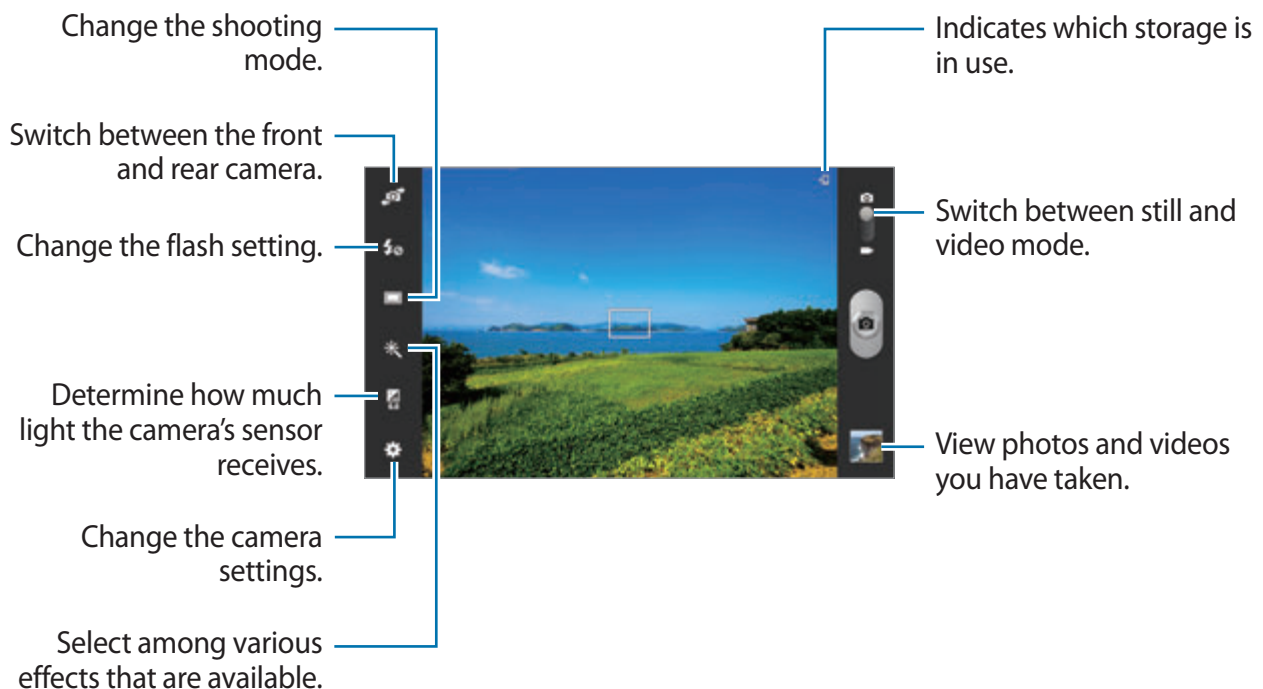 Change the shooting
mode.
Switch between the front
and rear camera.
Change the flash setting.
Determine how much
light the camera’s sensor
receives.
Change the camera
settings.
Select among various
effects that are available.
Indicates which storage is
in use.
Switch between still and
video mode.
View photos and videos
you have taken.